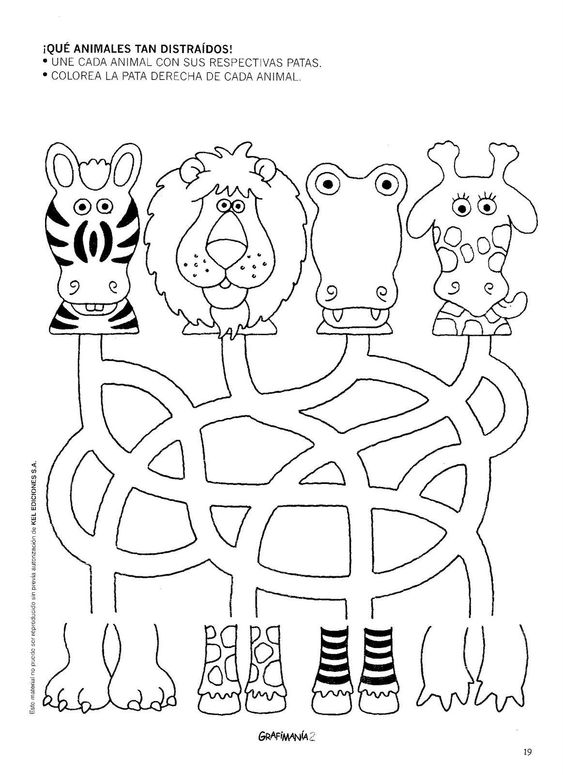 ¡QUÉ ANIMALES TAN DISTRAÍDOS!
• UNE CADA ANIMAL CON SUS RESPECTIVAS PATAS.
• COLOREA LA PATA DERECHA DE CADA ANIMAL.
Este material no puede ser reproducido sin previa autorización de KEL EDICIONES S.A.
GRAFIMANÍA 2
19